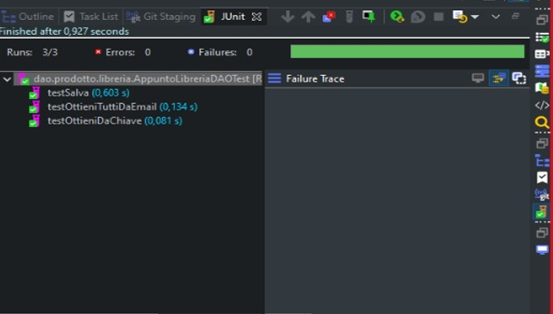 Outline Task List Git Staging JUnit
Finished after 0,927 seconds
Runs: 3/3 Errors: 0 Failures: 0
dao.prodotto.libreria.AppuntoLibreriaDAOTest [R
Failure Trace
testSalva (0,603 s)
testOttieniTuttiDaEmail (0,134 s)
testOttieniDaChiave (0,081 s)